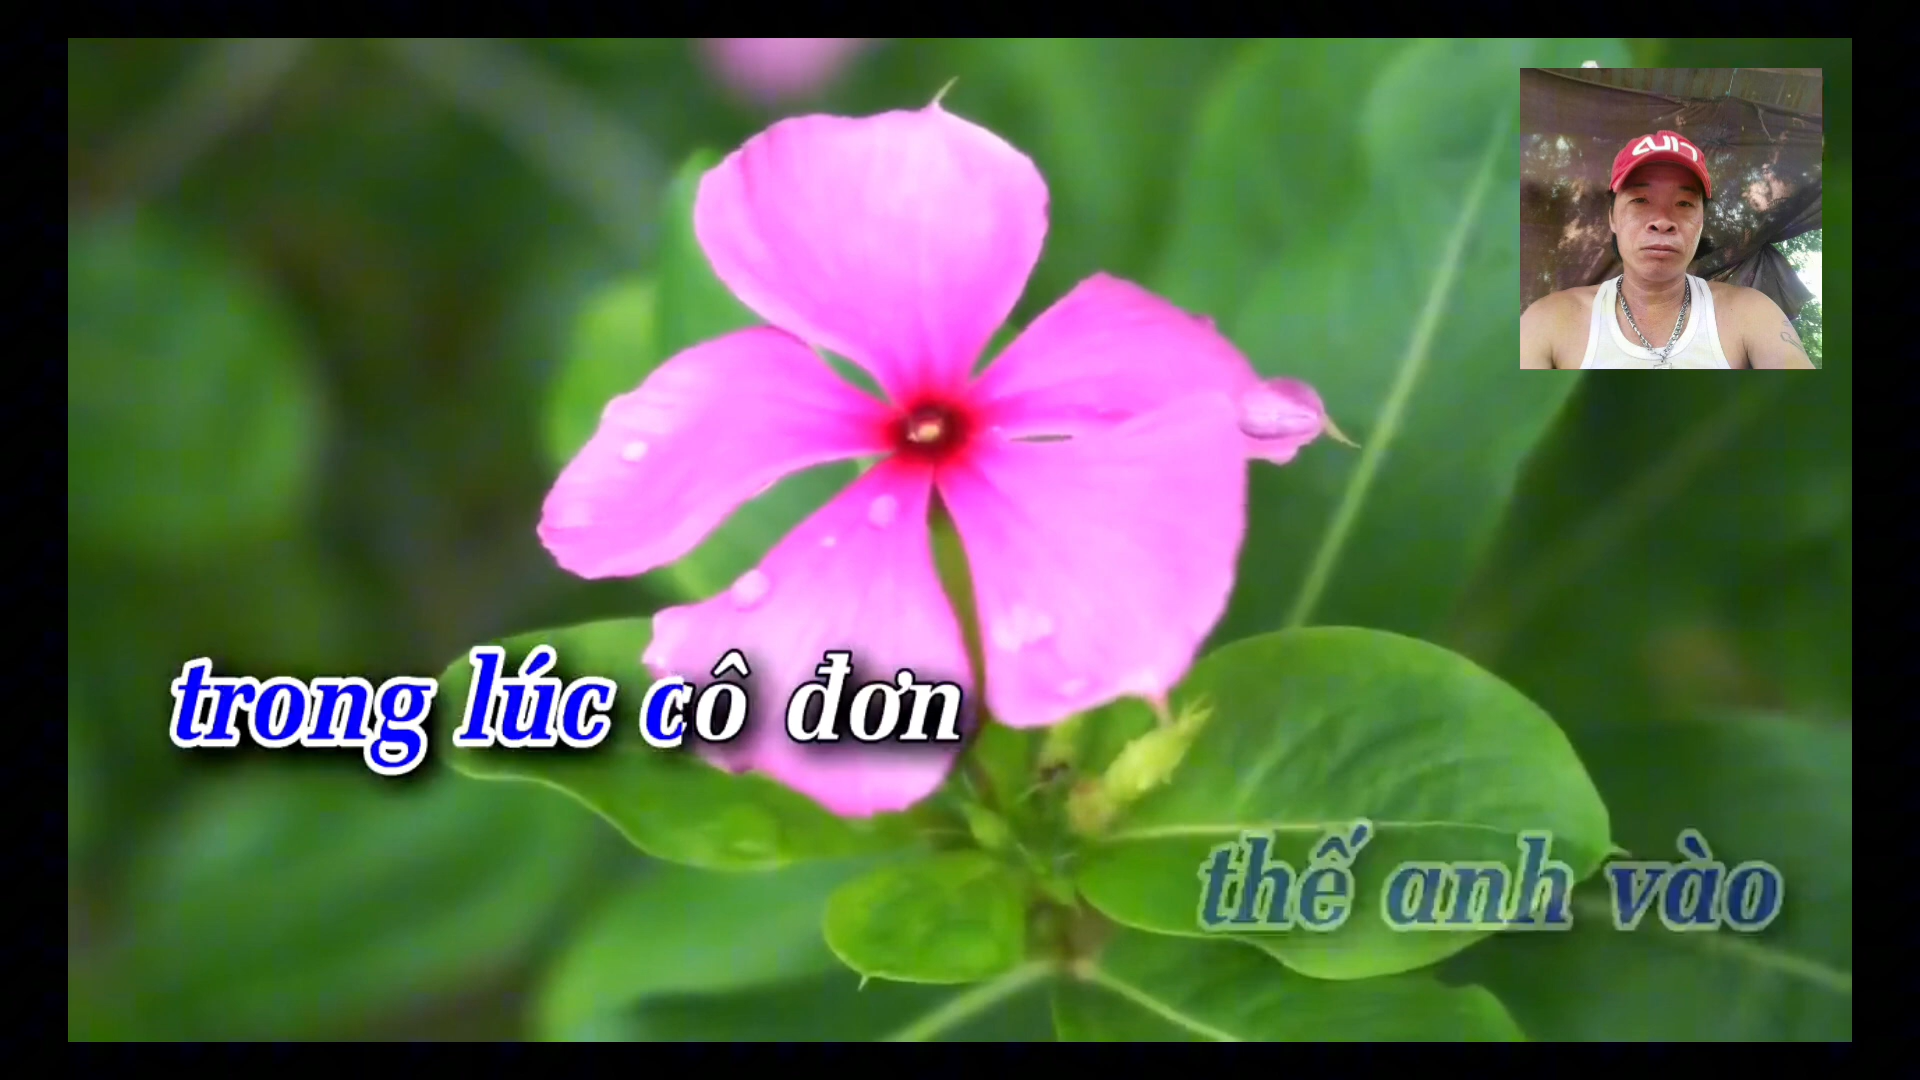 trong lúc cô đơn
thế anh vào